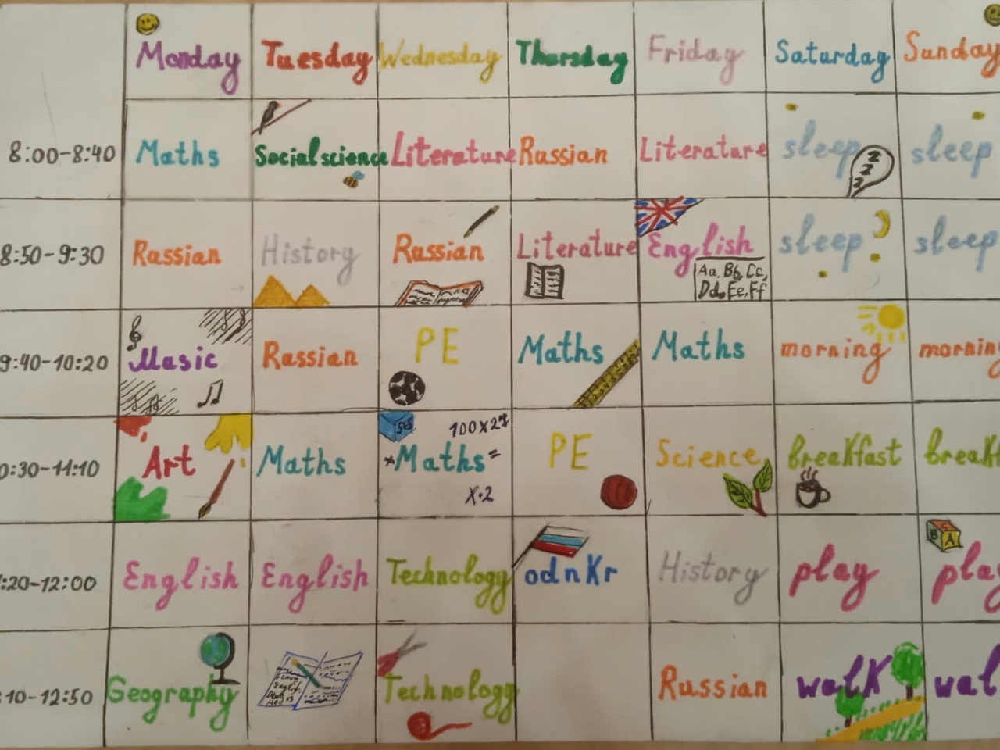 Monday Tuesday Wednesday Thursday Friday Saturday Sunday
8:00-8:40 Maths Social science Literature Russian Literature sleep sleep
z
z
z
8:50-9:30 Russian History Russian Literature English sleep sleep
Aa, Bb, Cc,
Dd, Ee, Ff
9:40-10:20 Music Russian PE Maths Maths morning mornin
100x2
0:30-11:10 Art Maths Maths= PE Science breakfast break
x·2
:20-12:00 English English Technology odnKr History play pla
B A
:10-12:50 Geography Technology Russian walk wal